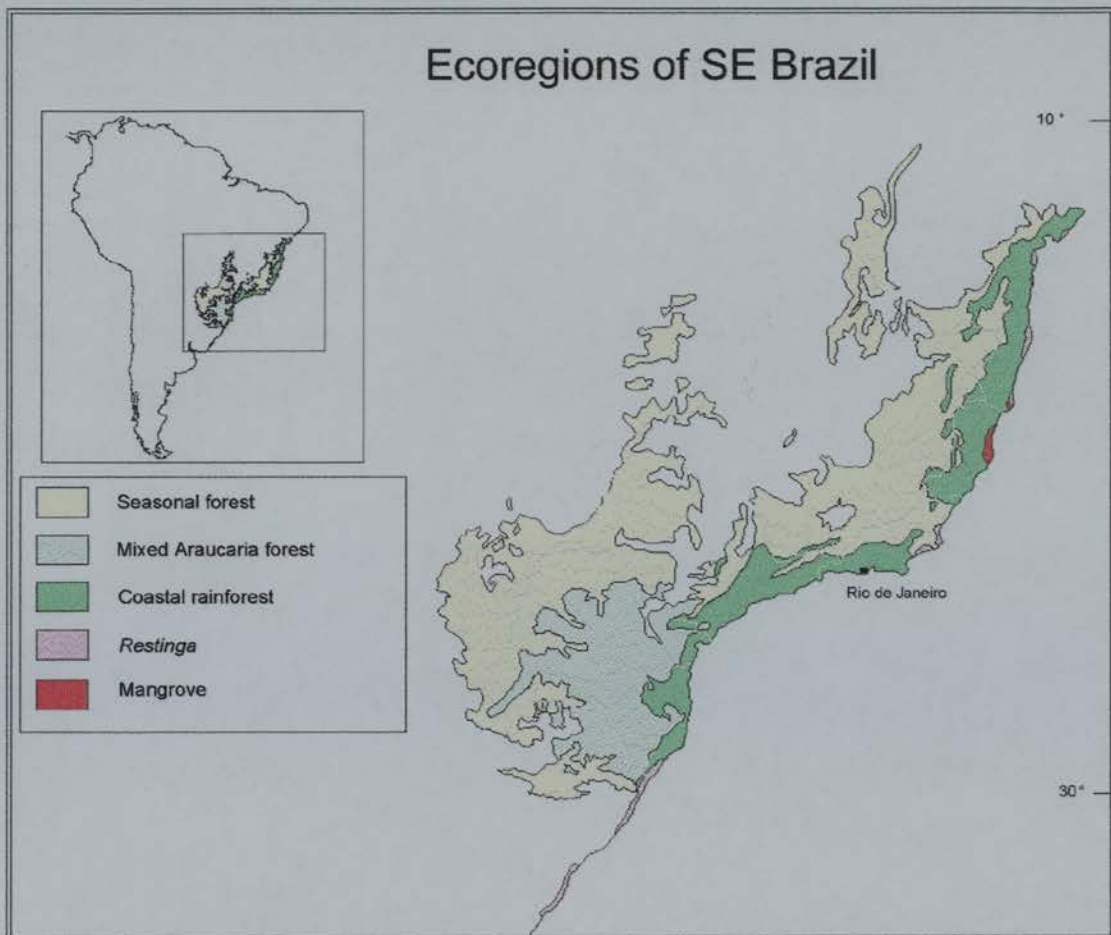 Ecoregions of SE Brazil
10°
Seasonal forest
Mixed Araucaria forest
Coastal rainforest
Restinga
Mangrove
Rio de Janeiro
30°